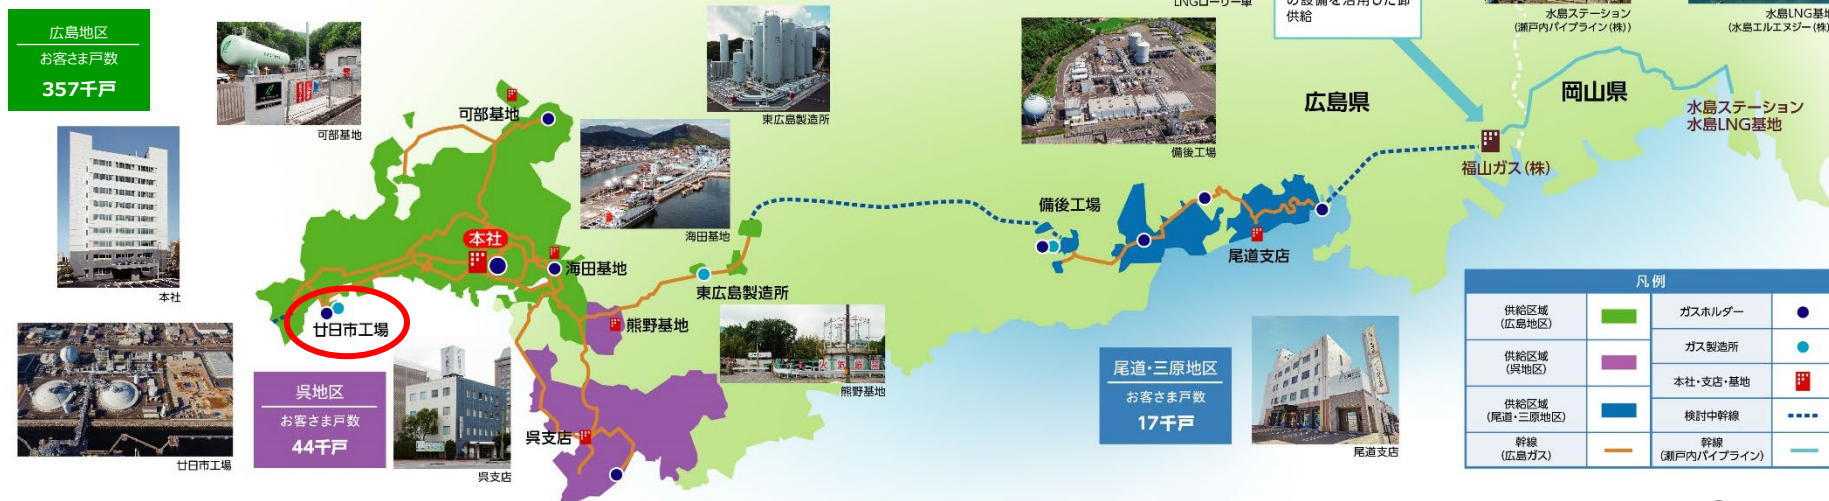 広島地区
お客さま戸数
357千戸
可部基地
可部基地
東広島製造所
LNGローリー車
の設備を活用した卸
供給
水島ステーション
(瀬戸内パイプライン(株))
水島LNG基地
(水島エルエヌジー(株)
備後工場
広島県
岡山県
水島ステーション
水島LNG基地
福山ガス(株)
本社
海田基地
本社
海田基地
東広島製造所
備後工場
尾道支店
廿日市工場
熊野基地
熊野基地
廿日市工場
呉地区
お客さま戸数
44千戸
呉支店
呉支店
尾道・三原地区
お客さま戸数
17千戸
尾道支店
凡例
供給区域
(広島地区)
ガスホルダー
供給区域
(呉地区)
ガス製造所
本社・支店・基地
供給区域
(尾道・三原地区)
検討中幹線
幹線
(広島ガス)
幹線
(瀬戸内パイプライン)